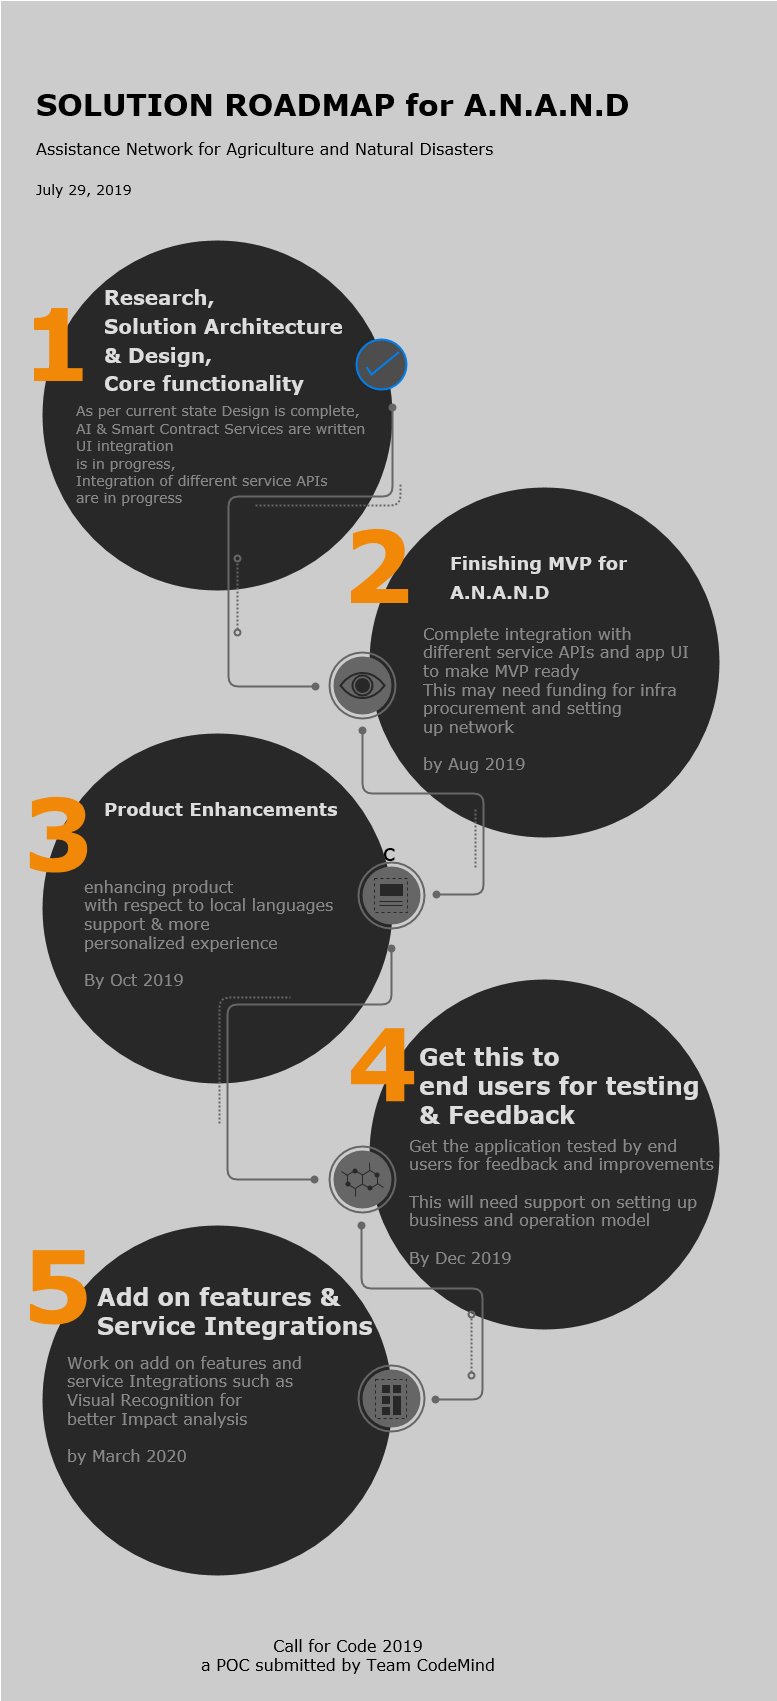 SOLUTION ROADMAP for A.N.A.N.D
Assistance Network for Agriculture and Natural Disasters
July 29, 2019
1
Research,
Solution Architecture
& Design,
Core functionality
As per current state Design is complete,
AI & Smart Contract Services are written
UI integration
is in progress,
Integration of different service APIs
are in progress
2
Finishing MVP for
A.N.A.N.D
Complete integration with
different service APIs and app UI
to make MVP ready
This may need funding for infra
procurement and setting
up network
by Aug 2019
3
Product Enhancements
C
enhancing product
with respect to local languages
support & more
personalized experience
By Oct 2019
4
Get this to
end users for testing
& Feedback
Get the application tested by end
users for feedback and improvements
This will need support on setting up
business and operation model
By Dec 2019
5
Add on features &
Service Integrations
Work on add on features and
service Integrations such as
Visual Recognition for
better Impact analysis
by March 2020
Call for Code 2019
a POC submitted by Team CodeMind